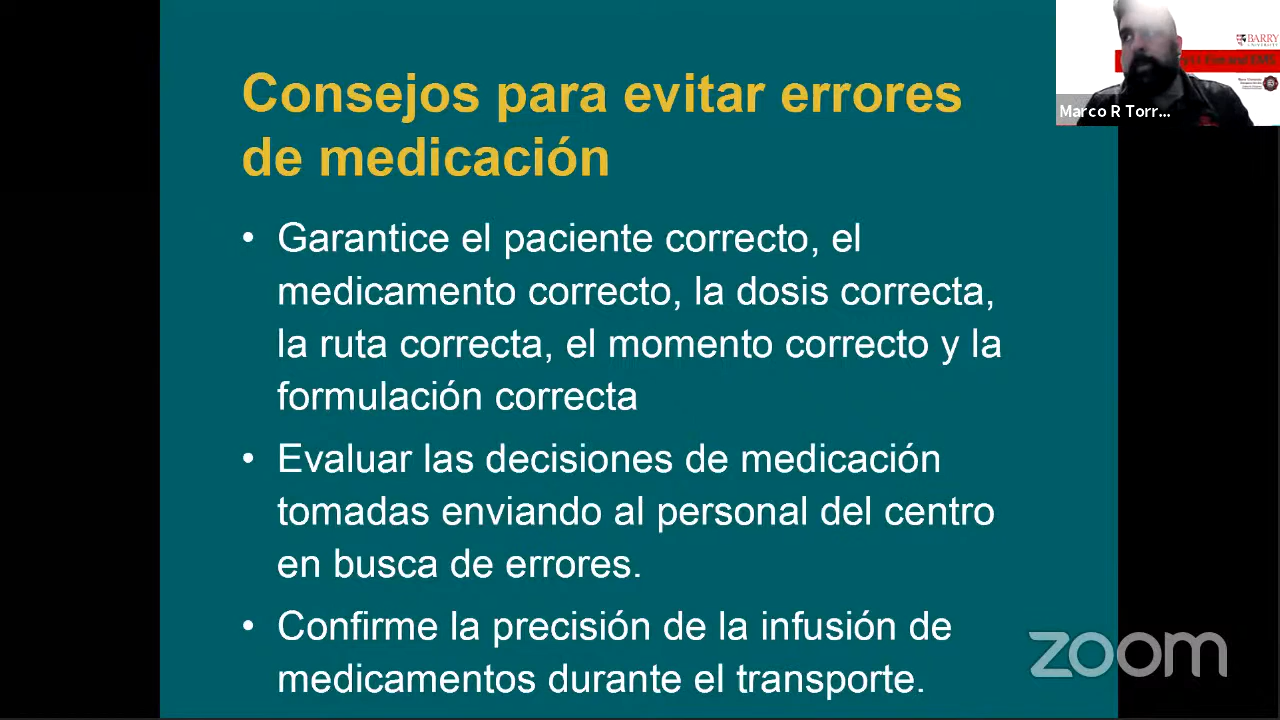 Consejos para evitar errores
de medicación
• Garantice el paciente correcto, el
medicamento correcto, la dosis correcta,
la ruta correcta, el momento correcto y la
formulación correcta
• Evaluar las decisiones de medicación
tomadas enviando al personal del centro
en busca de errores.
• Confirme la precisión de la infusión de
medicamentos durante el transporte.
BARRY
Marco R Torr...
zoom